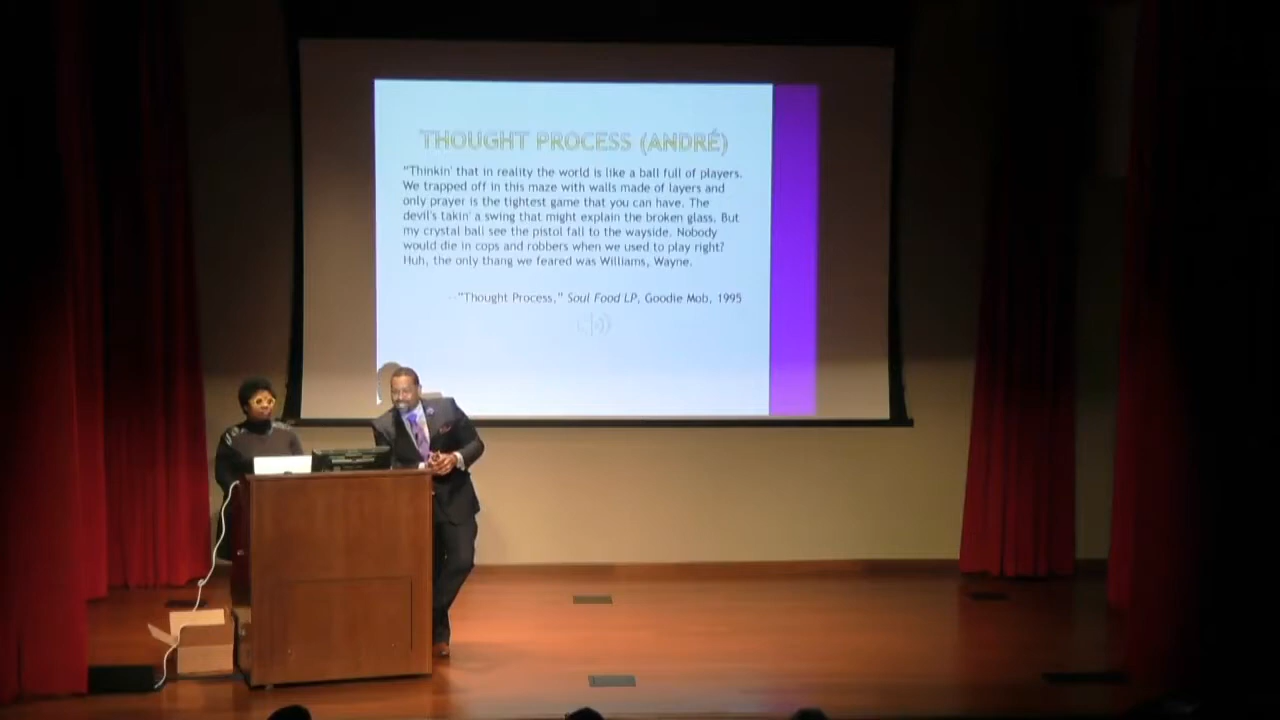 THOUGHT PROCESS (ANDRÉ)
"Thinkin' that in reality the world is like a ball full of players.
We trapped off in this maze with walls made of layers and
only prayer is the tightest game that you can have. The
devil's takin' a swing that might explain the broken glass. But
my crystal ball see the pistol fall to the wayside. Nobody
would die in cops and robbers when we used to play right?
Huh, the only thang we feared was Williams, Wayne.
--"Thought Process," Soul Food LP, Goodie Mob, 1995